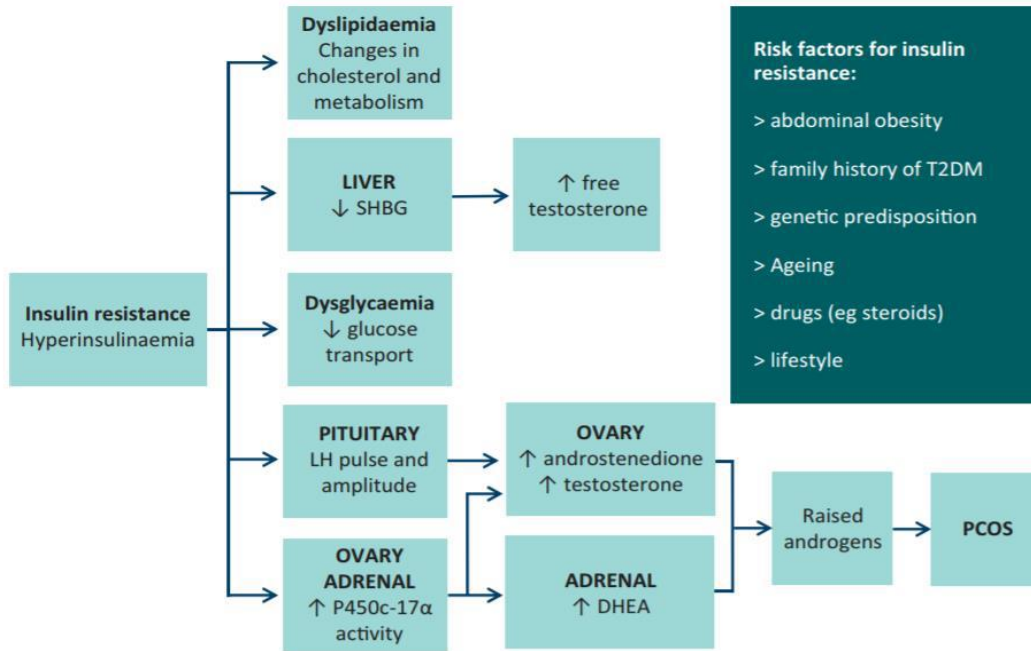 Dyslipidaemia
Changes in
cholesterol and
metabolism
LIVER
↓ SHBG
↑ free
testosterone
Insulin resistance
Hyperinsulinaemia
Dysglycaemia
↓ glucose
transport
PITUITARY
LH pulse and
amplitude
OVARY
↑ androstenedione
↑ testosterone
OVARY
ADRENAL
↑ P450c-17α
activity
ADRENAL
↑ DHEA
Raised
androgens
PCOS
Risk factors for insulin
resistance:
> abdominal obesity
> family history of T2DM
> genetic predisposition
> Ageing
> drugs (eg steroids)
> lifestyle